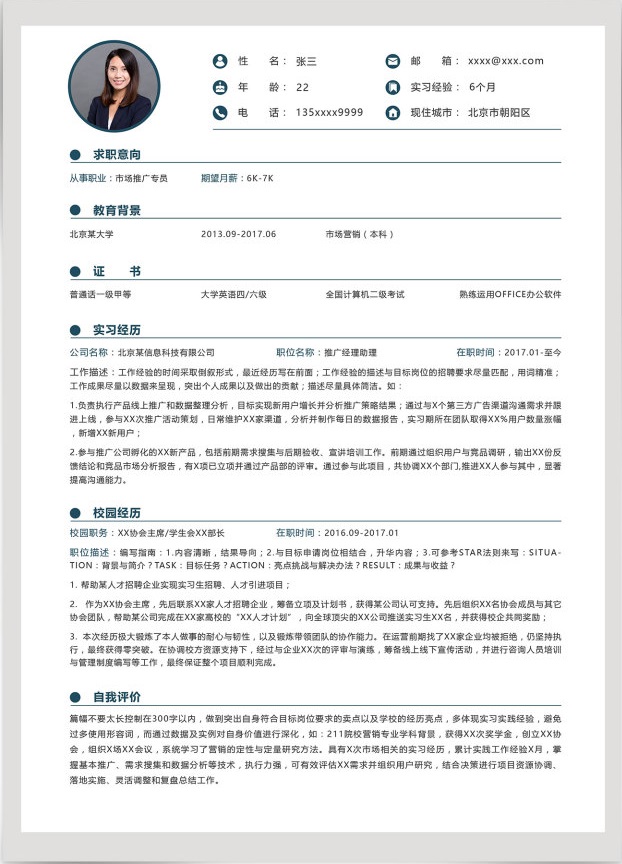 姓 名： 张三
邮 箱： xxxx@xxx.com
年 龄： 22
实习经验： 6个月
电 话： 135xxxx9999
现住城市： 北京市朝阳区
求职意向
从事职业：市场推广专员 期望月薪：6K-7K
教育背景
北京某大学 2013.09-2017.06 市场营销（本科）
证 书
普通话一级甲等 大学英语四/六级 全国计算机二级考试 熟练运用OFFICE办公软件
实习经历
公司名称：北京某信息科技有限公司 职位名称：推广经理助理 在职时间：2017.01-至今
工作描述：工作经验的时间采取倒叙形式，最近经历写在前面；工作经验的描述与目标岗位的招聘要求尽量匹配，用词精准；
工作成果尽量以数据来呈现，突出个人成果以及做出的贡献；描述尽量具体简洁。如：
1.负责执行产品线上推广和数据整理分析，目标实现新用户增长并分析推广策略结果；通过与X个第三方广告渠道沟通需求并跟
进上线，参与XX次推广活动策划，日常维护XX家渠道，分析并制作每日的数据报告，实习期所在团队取得XX%用户数量涨幅
，新增XX新用户；
2.参与推广公司孵化的XX新产品，包括前期需求搜集与后期验收、宣讲培训工作。前期通过组织用户与竞品调研，输出XX份反
馈结论和竞品市场分析报告，有X项已立项并通过产品部的评审。通过参与此项目，共协调XX个部门,推进XX人参与其中，显著
提高沟通能力。
校园经历
校园职务：XX协会主席/学生会XX部长 在职时间：2016.09-2017.01
职位描述：编写指南：1.内容清晰，结果导向；2.与目标申请岗位相结合，升华内容；3.可参考STAR法则来写：SITUA-
TION：背景与简介？TASK：目标任务？ACTION：亮点挑战与解决办法？RESULT：成果与收益？
1. 帮助某人才招聘企业实现实习生招聘、人才引进项目；
2. 作为XX协会主席，先后联系XX家人才招聘企业，筹备立项及计划书，获得某公司认可支持。先后组织XX名协会成员与其它
协会团队，帮助某公司完成在XX家高校的“XX人才计划”，向全球顶尖的XX公司推送实习生XX名，并获得校企共同奖励；
3. 本次经历极大锻炼了本人做事的耐心与韧性，以及锻炼带领团队的协作能力。在运营前期找了XX家企业均被拒绝，仍坚持执
行，最终获得零突破。在协调校方资源支持下，经过与企业XX次的评审与演练，筹备线上线下宣传活动，并进行咨询人员培训
与管理制度编写等工作，最终保证整个项目顺利完成。
自我评价
篇幅不要太长控制在300字以内，做到突出自身符合目标岗位要求的卖点以及学校的经历亮点，多体现实习实践经验，避免
过多使用形容词，而通过数据及实例对自身价值进行深化，如：211院校营销专业学科背景，获得XX次奖学金，创立XX协
会，组织X场XX会议，系统学习了营销的定性与定量研究方法。具有X次市场相关的实习经历，累计实践工作经验X月，掌
握基本推广、需求搜集和数据分析等技术，执行力强，可有效评估XX需求并组织用户研究，结合决策进行项目资源协调、
落地实施、灵活调整和复盘总结工作。